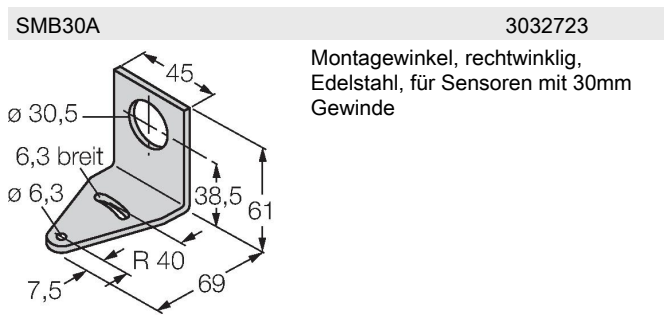 SMB30A 3032723
Montagewinkel, rechtwinklig,
Edelstahl, für Sensoren mit 30mm
Gewinde
45
ø 30,5
6,3 breit
ø 6,3
38,5
61
R 40
69
7,5